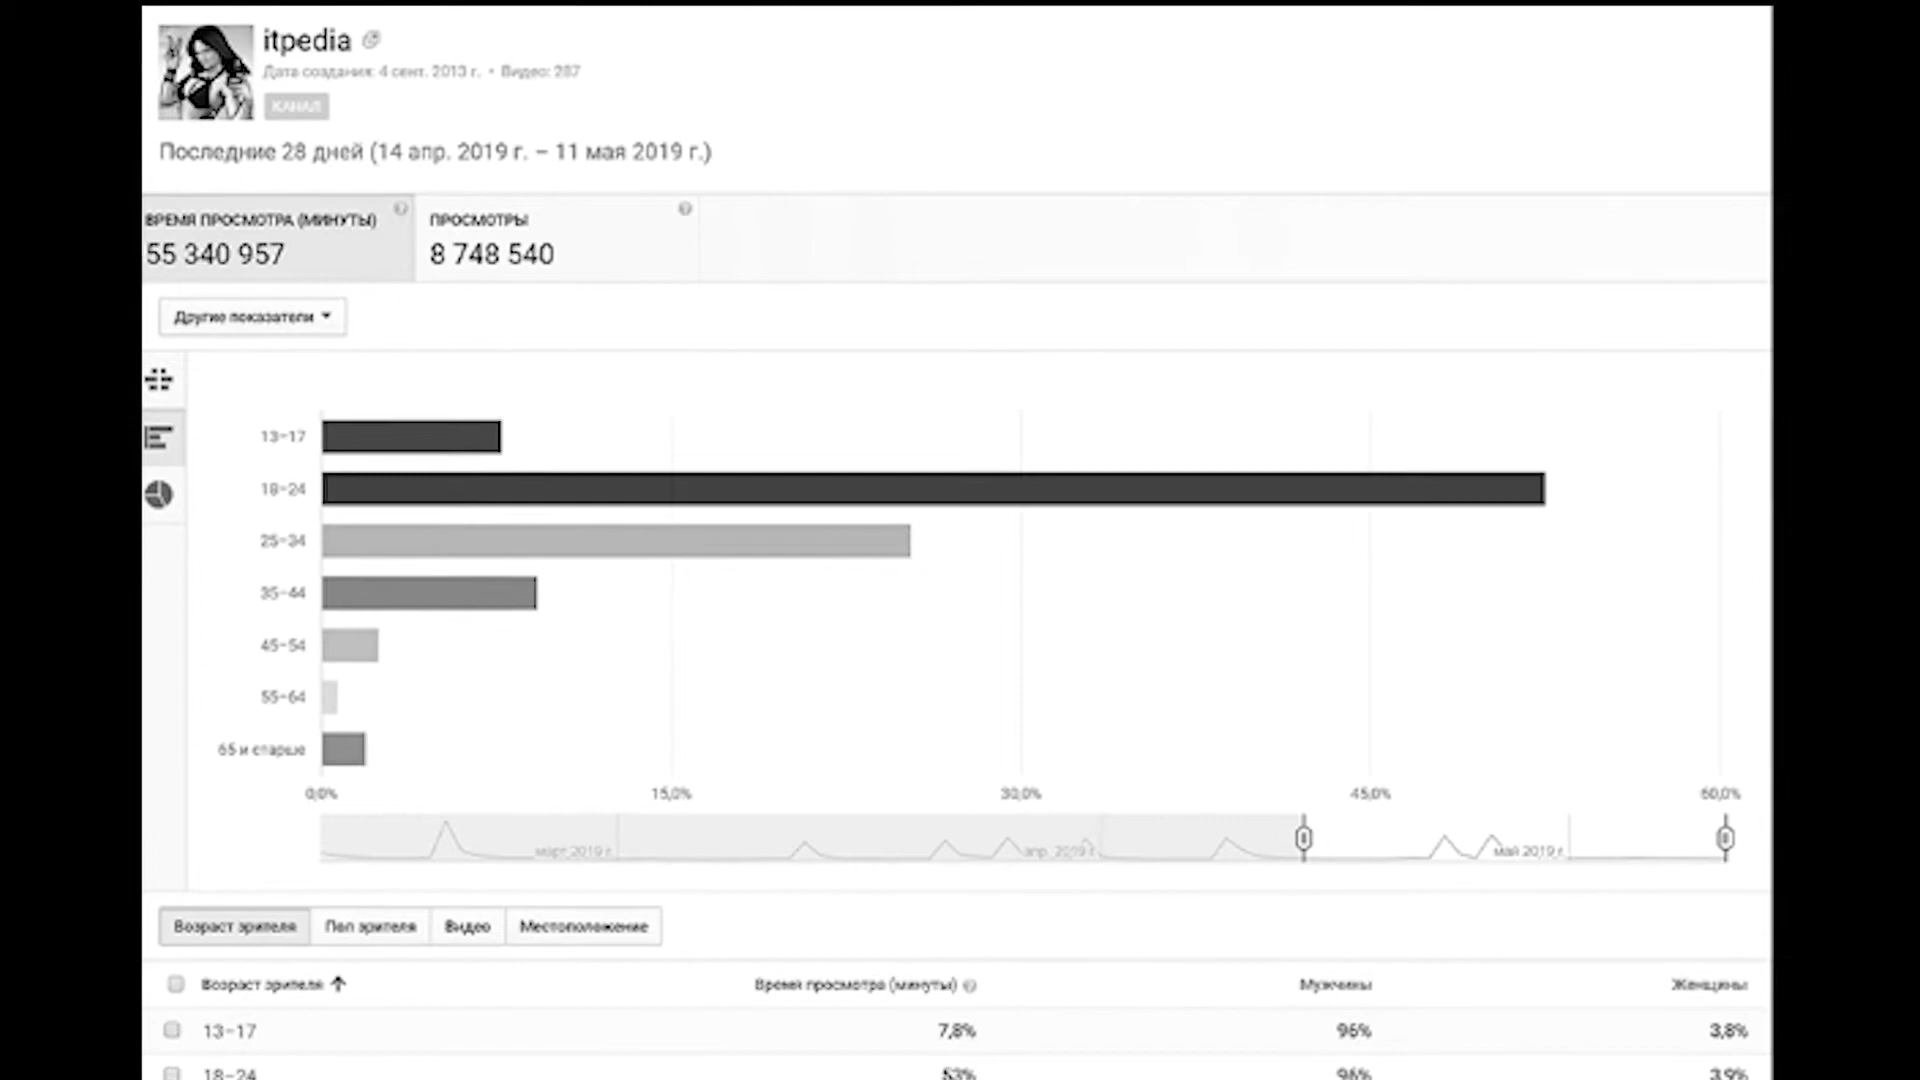 itpedia
Дата создания: 4 сент. 2013 г. • Видео: 287
КАНАЛ
Последние 28 дней (14 апр. 2019 г. – 11 мая 2019 г.)
ВРЕМЯ ПРОСМОТРА (МИНУТЫ)
55 340 957
ПРОСМОТРЫ
8 748 540
Другие показатели
13–17
18–24
25–34
35–44
45–54
55–64
65 и старше
0,0% 15,0% 30,0% 45,0% 60,0%
март 2019 г. апр. 2019 г. май 2019 г.
Возраст зрителя Пол зрителя Видео Местоположение
Возраст зрителя Время просмотра (минуты) Мужчины Женщины
13–17 7,8% 96% 3,8%
18–24 53% 96% 3,9%